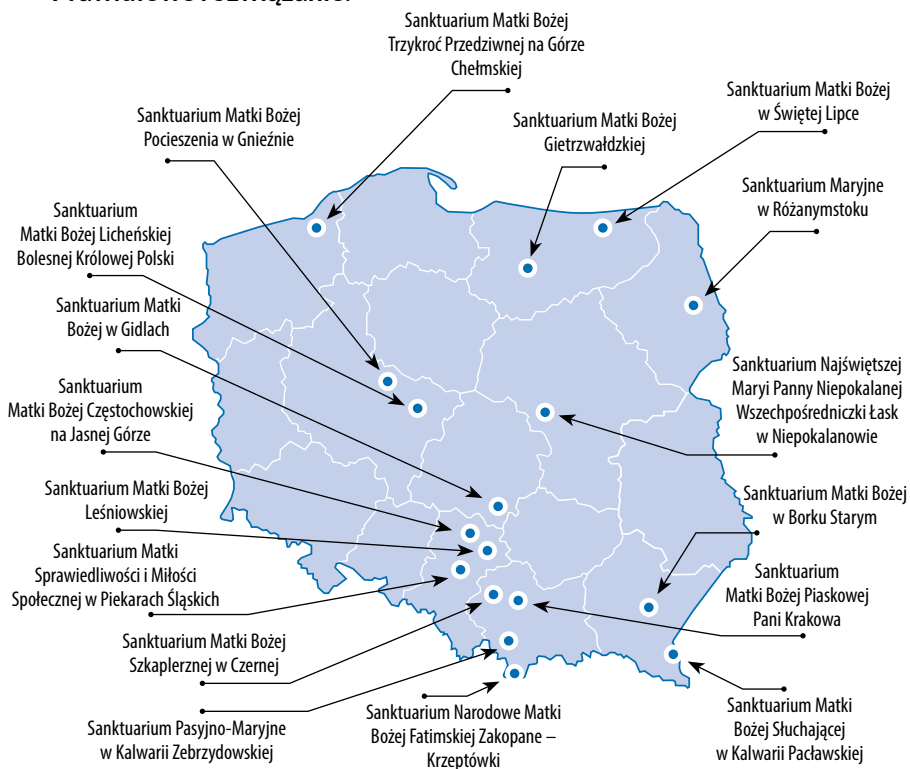 Sanktuarium Matki Bożej
Trzykroć Przedziwnej na Górze
Chełmskiej
Sanktuarium Matki Bożej
Pocieszenia w Gnieźnie
Sanktuarium Matki Bożej
Gietrzwałdzkiej
Sanktuarium Matki Bożej
w Świętej Lipce
Sanktuarium Maryjne
w Różanymstoku
Sanktuarium
Matki Bożej Licheńskiej
Bolesnej Królowej Polski
Sanktuarium Matki
Bożej w Gidlach
Sanktuarium
Matki Bożej Częstochowskiej
na Jasnej Górze
Sanktuarium Najświętszej
Maryi Panny Niepokalanej
Wszechpośredniczki Łask
w Niepokalanowie
Sanktuarium Matki Bożej
Leśniowskiej
Sanktuarium Matki Bożej
w Borku Starym
Sanktuarium Matki
Sprawiedliwości i Miłości
Społecznej w Piekarach Śląskich
Sanktuarium
Matki Bożej Piaskowej
Pani Krakowa
Sanktuarium Matki Bożej
Szkaplerznej w Czernej
Sanktuarium Pasyjno-Maryjne
w Kalwarii Zebrzydowskiej
Sanktuarium Narodowe Matki
Bożej Fatimskiej Zakopane –
Krzeptówki
Sanktuarium Matki
Bożej Słuchającej
w Kalwarii Pacławskiej